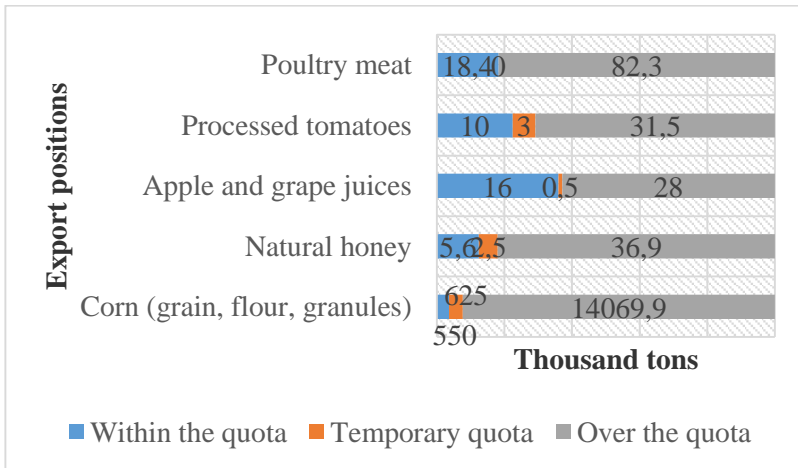 Export positions
Poultry meat
18,4
0
82,3
Processed tomatoes
10
3
31,5
Apple and grape juices
16
0,5
28
Natural honey
5,6
2,5
36,9
Corn (grain, flour, granules)
550
625
14069,9
Thousand tons
Within the quota
Temporary quota
Over the quota